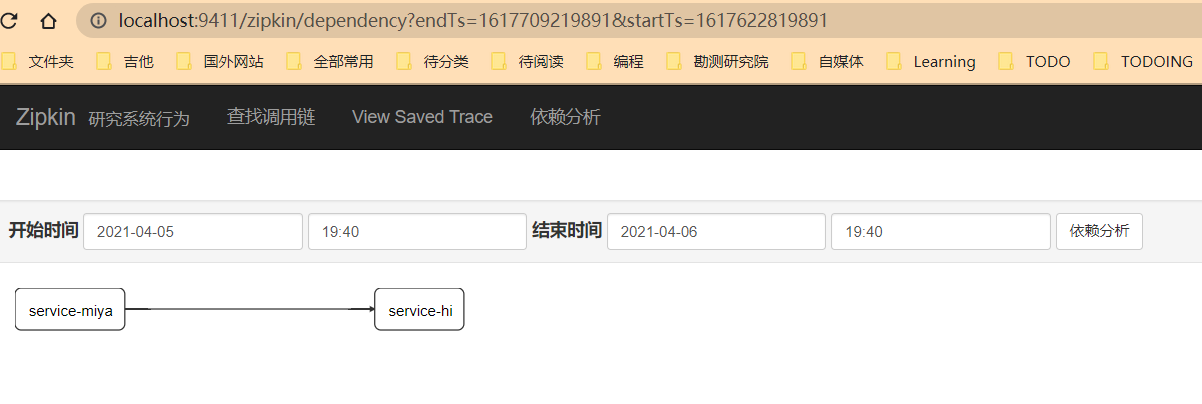 localhost:9411/zipkin/dependency?endTs=1617709219891&startTs=1617622819891
文件夹 吉他 国外网站 全部常用 待分类 待阅读 编程 勘测研究院 自媒体 Learning TODO TODOING
Zipkin 研究系统行为 查找调用链 View Saved Trace 依赖分析
开始时间 2021-04-05 19:40 结束时间 2021-04-06 19:40 依赖分析
service-miya service-hi